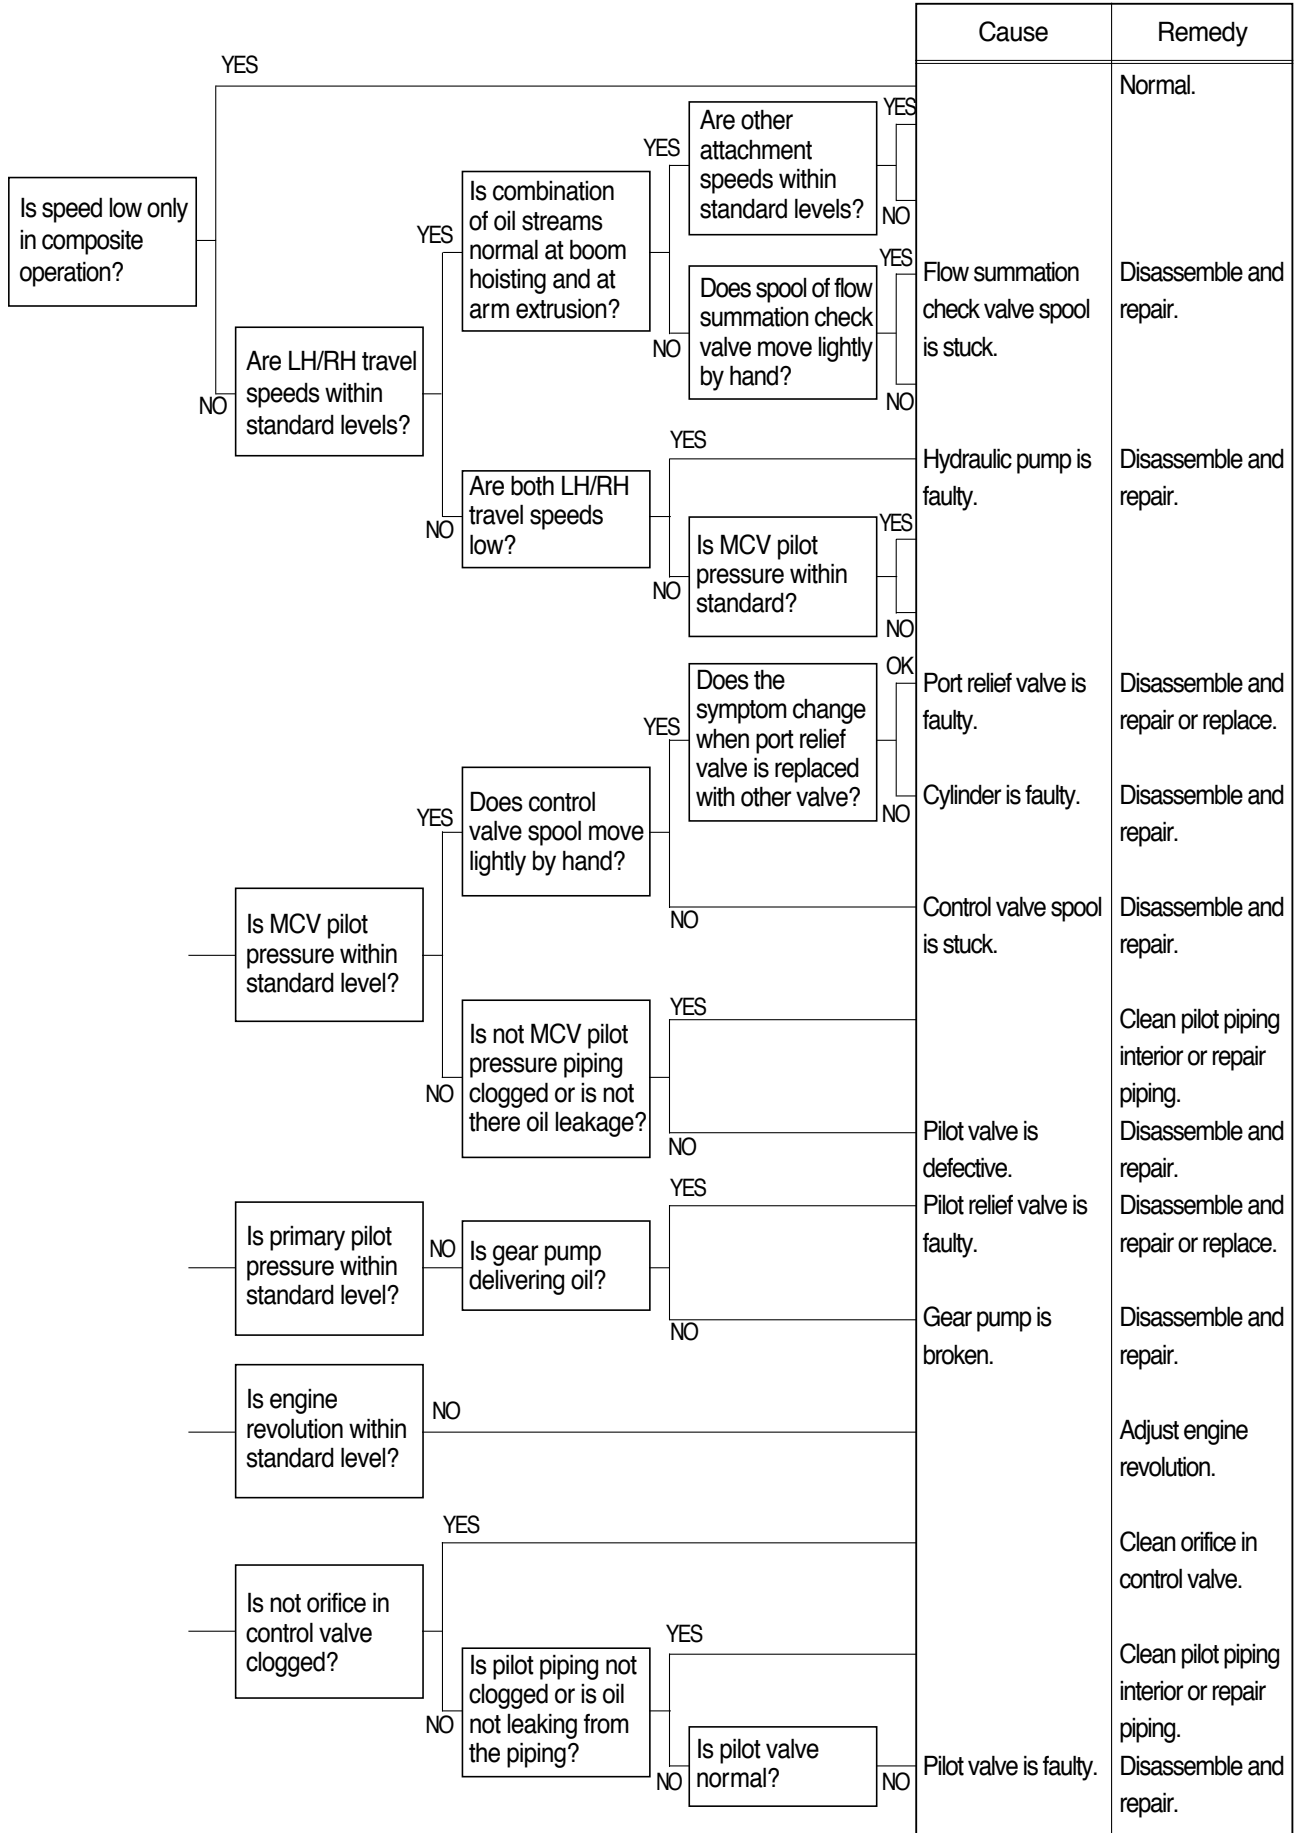 Cause
Remedy
YES
Normal.
Is speed low only
in composite
operation?
NO
Are LH/RH travel
speeds within
standard levels?
YES
Is combination
of oil streams
normal at boom
hoisting and at
arm extrusion?
YES
Are other
attachment
speeds within
standard levels?
YES
NO
NO
Does spool of flow
summation check
valve move lightly
by hand?
YES
NO
Flow summation
check valve spool
is stuck.
Disassemble and
repair.
NO
Are both LH/RH
travel speeds
low?
YES
Hydraulic pump is
faulty.
Disassemble and
repair.
NO
Is MCV pilot
pressure within
standard?
YES
NO
Is MCV pilot
pressure within
standard level?
YES
Does control
valve spool move
lightly by hand?
YES
Does the
symptom change
when port relief
valve is replaced
with other valve?
OK
Port relief valve is
faulty.
Disassemble and
repair or replace.
NO
Cylinder is faulty.
Disassemble and
repair.
NO
Control valve spool
is stuck.
Disassemble and
repair.
NO
Is not MCV pilot
pressure piping
clogged or is not
there oil leakage?
YES
Clean pilot piping
interior or repair
piping.
NO
Pilot valve is
defective.
Disassemble and
repair.
Is primary pilot
pressure within
standard level?
NO
Is gear pump
delivering oil?
YES
Pilot relief valve is
faulty.
Disassemble and
repair or replace.
NO
Gear pump is
broken.
Disassemble and
repair.
Is engine
revolution within
standard level?
NO
Adjust engine
revolution.
Is not orifice in
control valve
clogged?
YES
Clean orifice in
control valve.
NO
Is pilot piping not
clogged or is oil
not leaking from
the piping?
YES
Clean pilot piping
interior or repair
piping.
NO
Is pilot valve
normal?
NO
Pilot valve is faulty.
Disassemble and
repair.